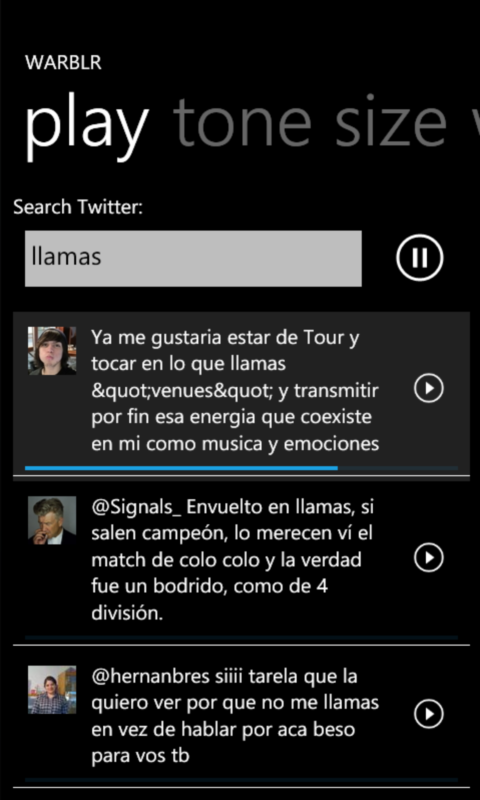 WARBLR
play tone size
Search Twitter:
llamas
Ya me gustaria estar de Tour y
tocar en lo que llamas
&quot;venues&quot; y transmitir
por fin esa energia que coexiste
en mi como musica y emociones
@Signals_ Envuelto en llamas, si
salen campeón, lo merecen ví el
match de colo colo y la verdad
fue un bodrido, como de 4
división.
@hernanbres siiii tarela que la
quiero ver por que no me llamas
en vez de hablar por aca beso
para vos tb